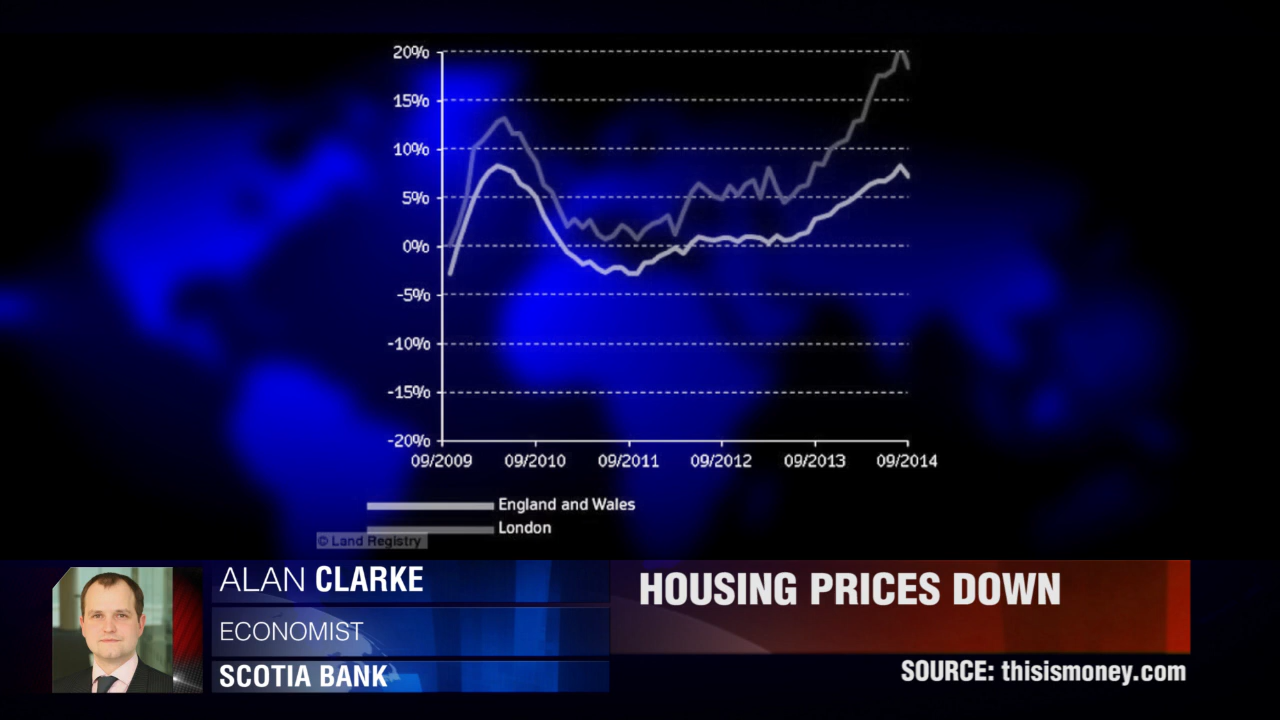 20%
15%
10%
5%
0%
-5%
-10%
-15%
-20%
09/2009 09/2010 09/2011 09/2012 09/2013 09/2014
England and Wales
London
© Land Registry
ALAN CLARKE
ECONOMIST
SCOTIA BANK
HOUSING PRICES DOWN
SOURCE: thisismoney.com